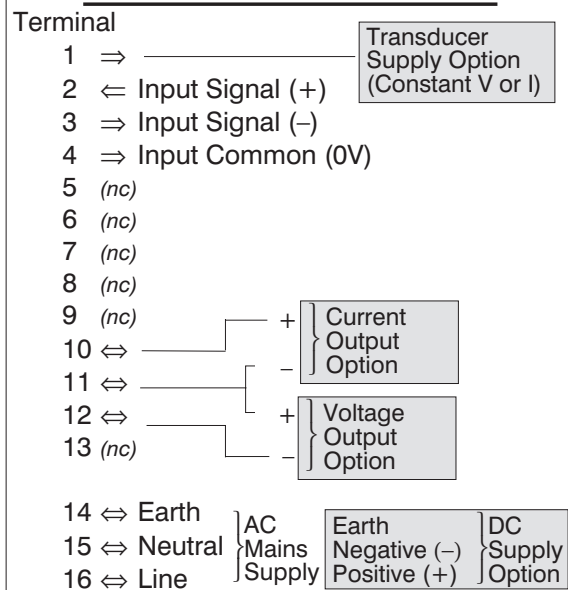 Terminal
1 ⇒ Transducer
Supply Option
(Constant V or I)
2 ⇐ Input Signal (+)
3 ⇒ Input Signal (−)
4 ⇒ Input Common (0V)
5 (nc)
6 (nc)
7 (nc)
8 (nc)
9 (nc)
10 ⇔ + Current
Output
11 ⇔ − Option
12 ⇔ + Voltage
Output
13 (nc) − Option
14 ⇔ Earth AC Earth DC
15 ⇔ Neutral Mains Negative (−) Supply
16 ⇔ Line Supply Positive (+) Option